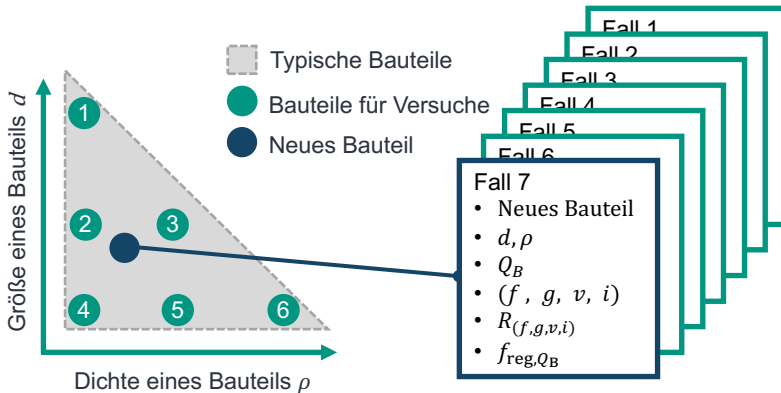 Größe eines Bauteils d
Typische Bauteile
Bauteile für Versuche
Neues Bauteil
1
2
3
4
5
6
Dichte eines Bauteils ρ
Fall 1
Fall 2
Fall 3
Fall 4
Fall 5
Fall 6
Fall 7
• Neues Bauteil
• d, ρ
• Q_B
• (f , g, v, i)
• R_(f,g,v,i)
• f_reg,Q_B